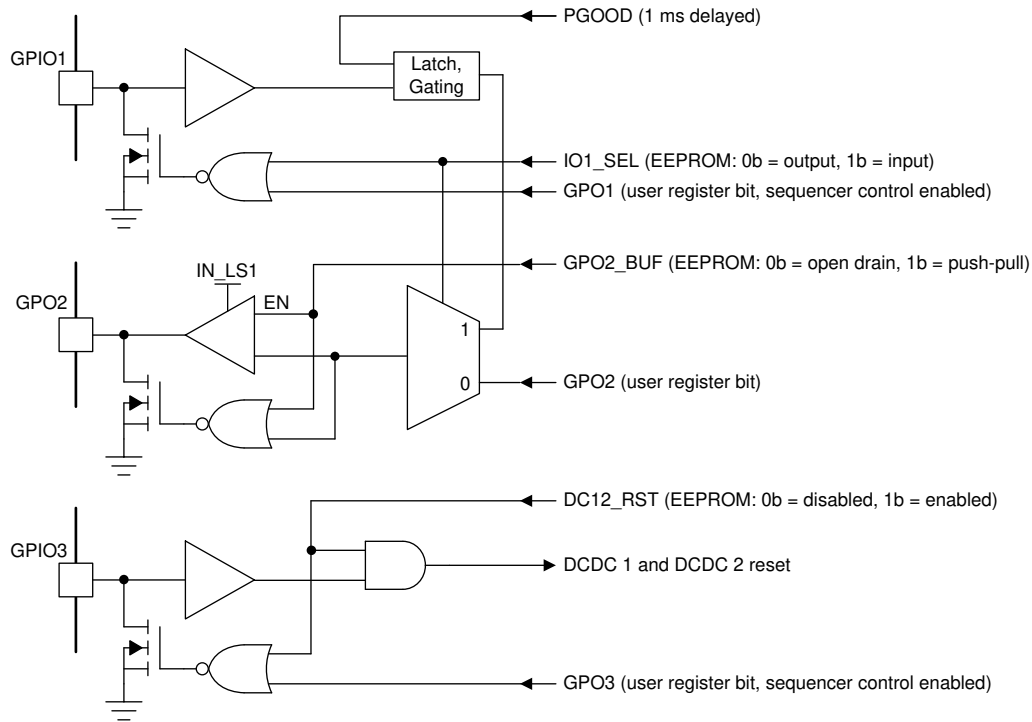 PGOOD (1 ms delayed)
GPIO1
Latch,
Gating
IO1_SEL (EEPROM: 0b = output, 1b = input)
GPO1 (user register bit, sequencer control enabled)
GPO2_BUF (EEPROM: 0b = open drain, 1b = push-pull)
IN_LS1
EN
GPO2
1
0
GPO2 (user register bit)
DC12_RST (EEPROM: 0b = disabled, 1b = enabled)
GPIO3
DCDC 1 and DCDC 2 reset
GPO3 (user register bit, sequencer control enabled)